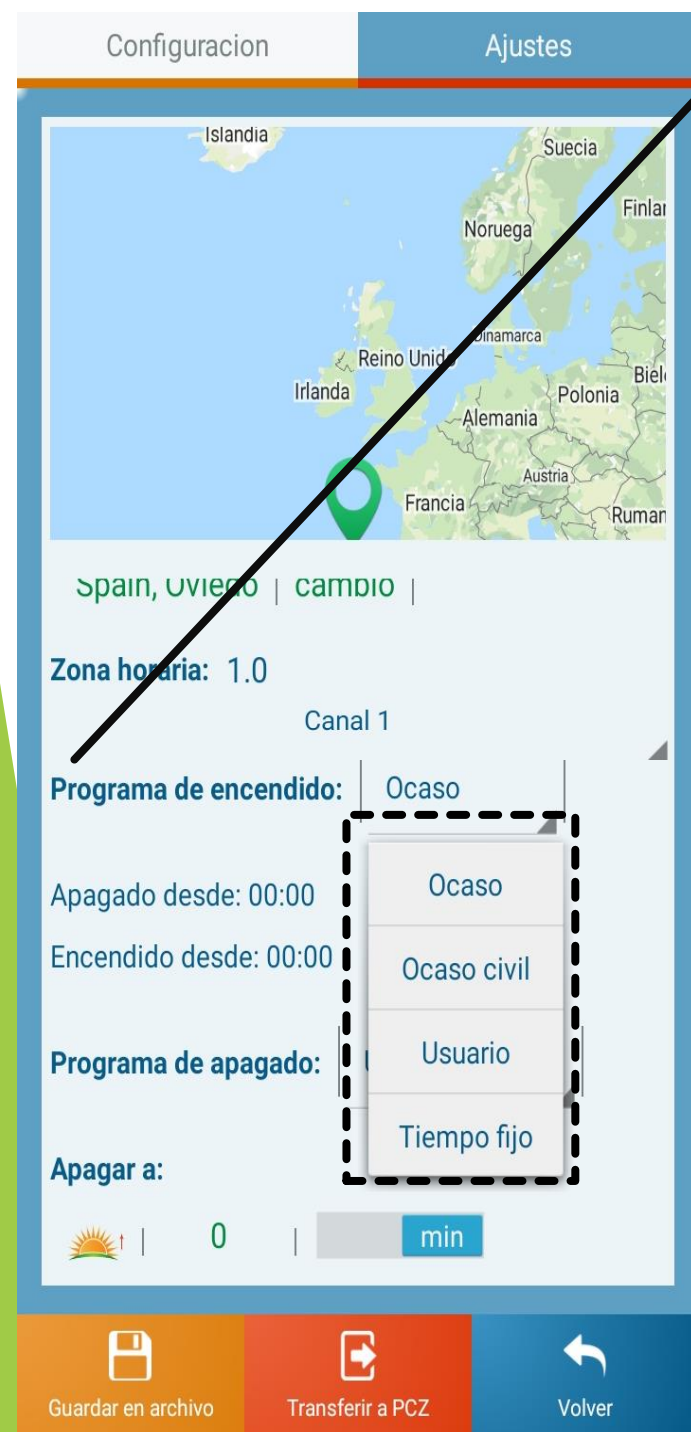 Configuracion
Ajustes
Islandia
Suecia
Noruega
Dinamarca
Reino Unido
Irlanda
Polonia
Alemania
Austria
Francia
Spain, Oviedo | cambio |
Zona horaria: 1.0
Canal 1
Programa de encendido: Ocaso
Ocaso
Apagado desde: 00:00
Encendido desde: 00:00
Ocaso civil
Usuario
Programa de apagado:
Tiempo fijo
Apagar a:
0
min
Guardar en archivo
Transferir a PCZ
Volver